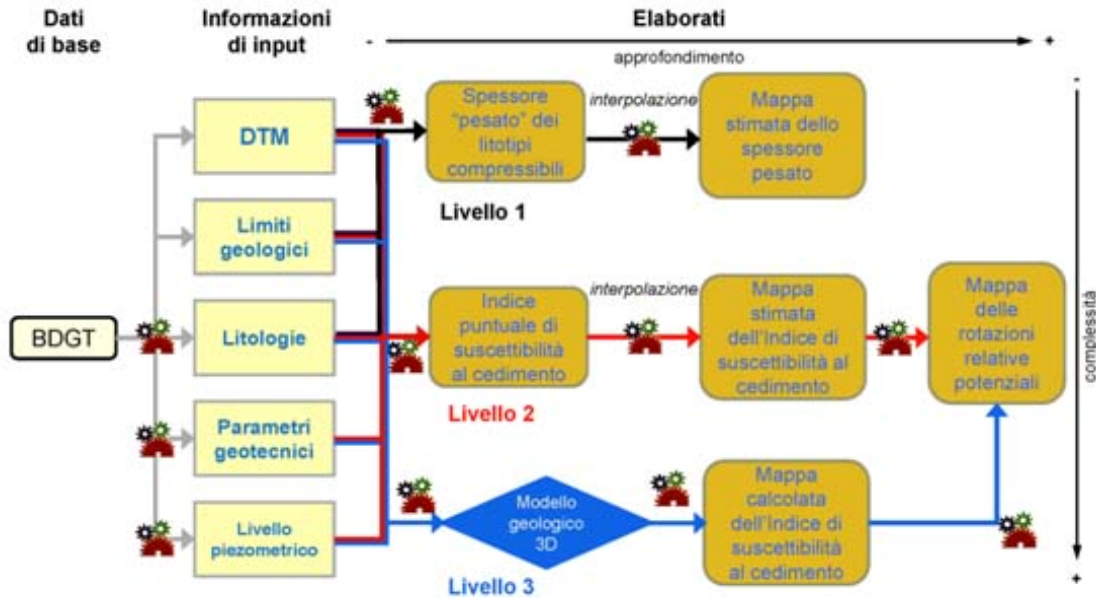 Dati
di base
Informazioni
di input
Elaborati
-
+
approfondimento
DTM
Spessore
"pesato" dei
litotipi
compressibili
interpolazione
Mappa
stimata dello
spessore
pesato
-
Livello 1
Limiti
geologici
BDGT
Litologie
Indice
puntuale di
suscettibilità
al cedimento
interpolazione
Mappa
stimata
dell'Indice di
suscettibilità al
cedimento
Mappa
delle
rotazioni
relative
potenziali
complessità
Livello 2
Parametri
geotecnici
Livello
piezometrico
Modello
geologico
3D
Mappa
calcolata
dell'Indice di
suscettibilità
al cedimento
Livello 3
+